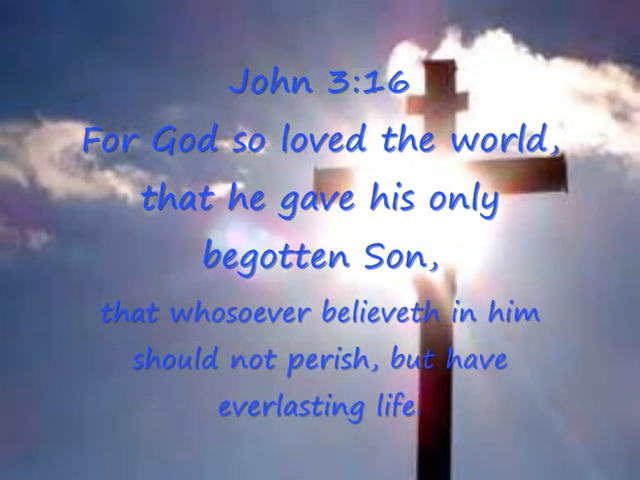 John 3:16
For God so loved the world,
that he gave his only
begotten Son,
that whosoever believeth in him
should not perish, but have
everlasting life.